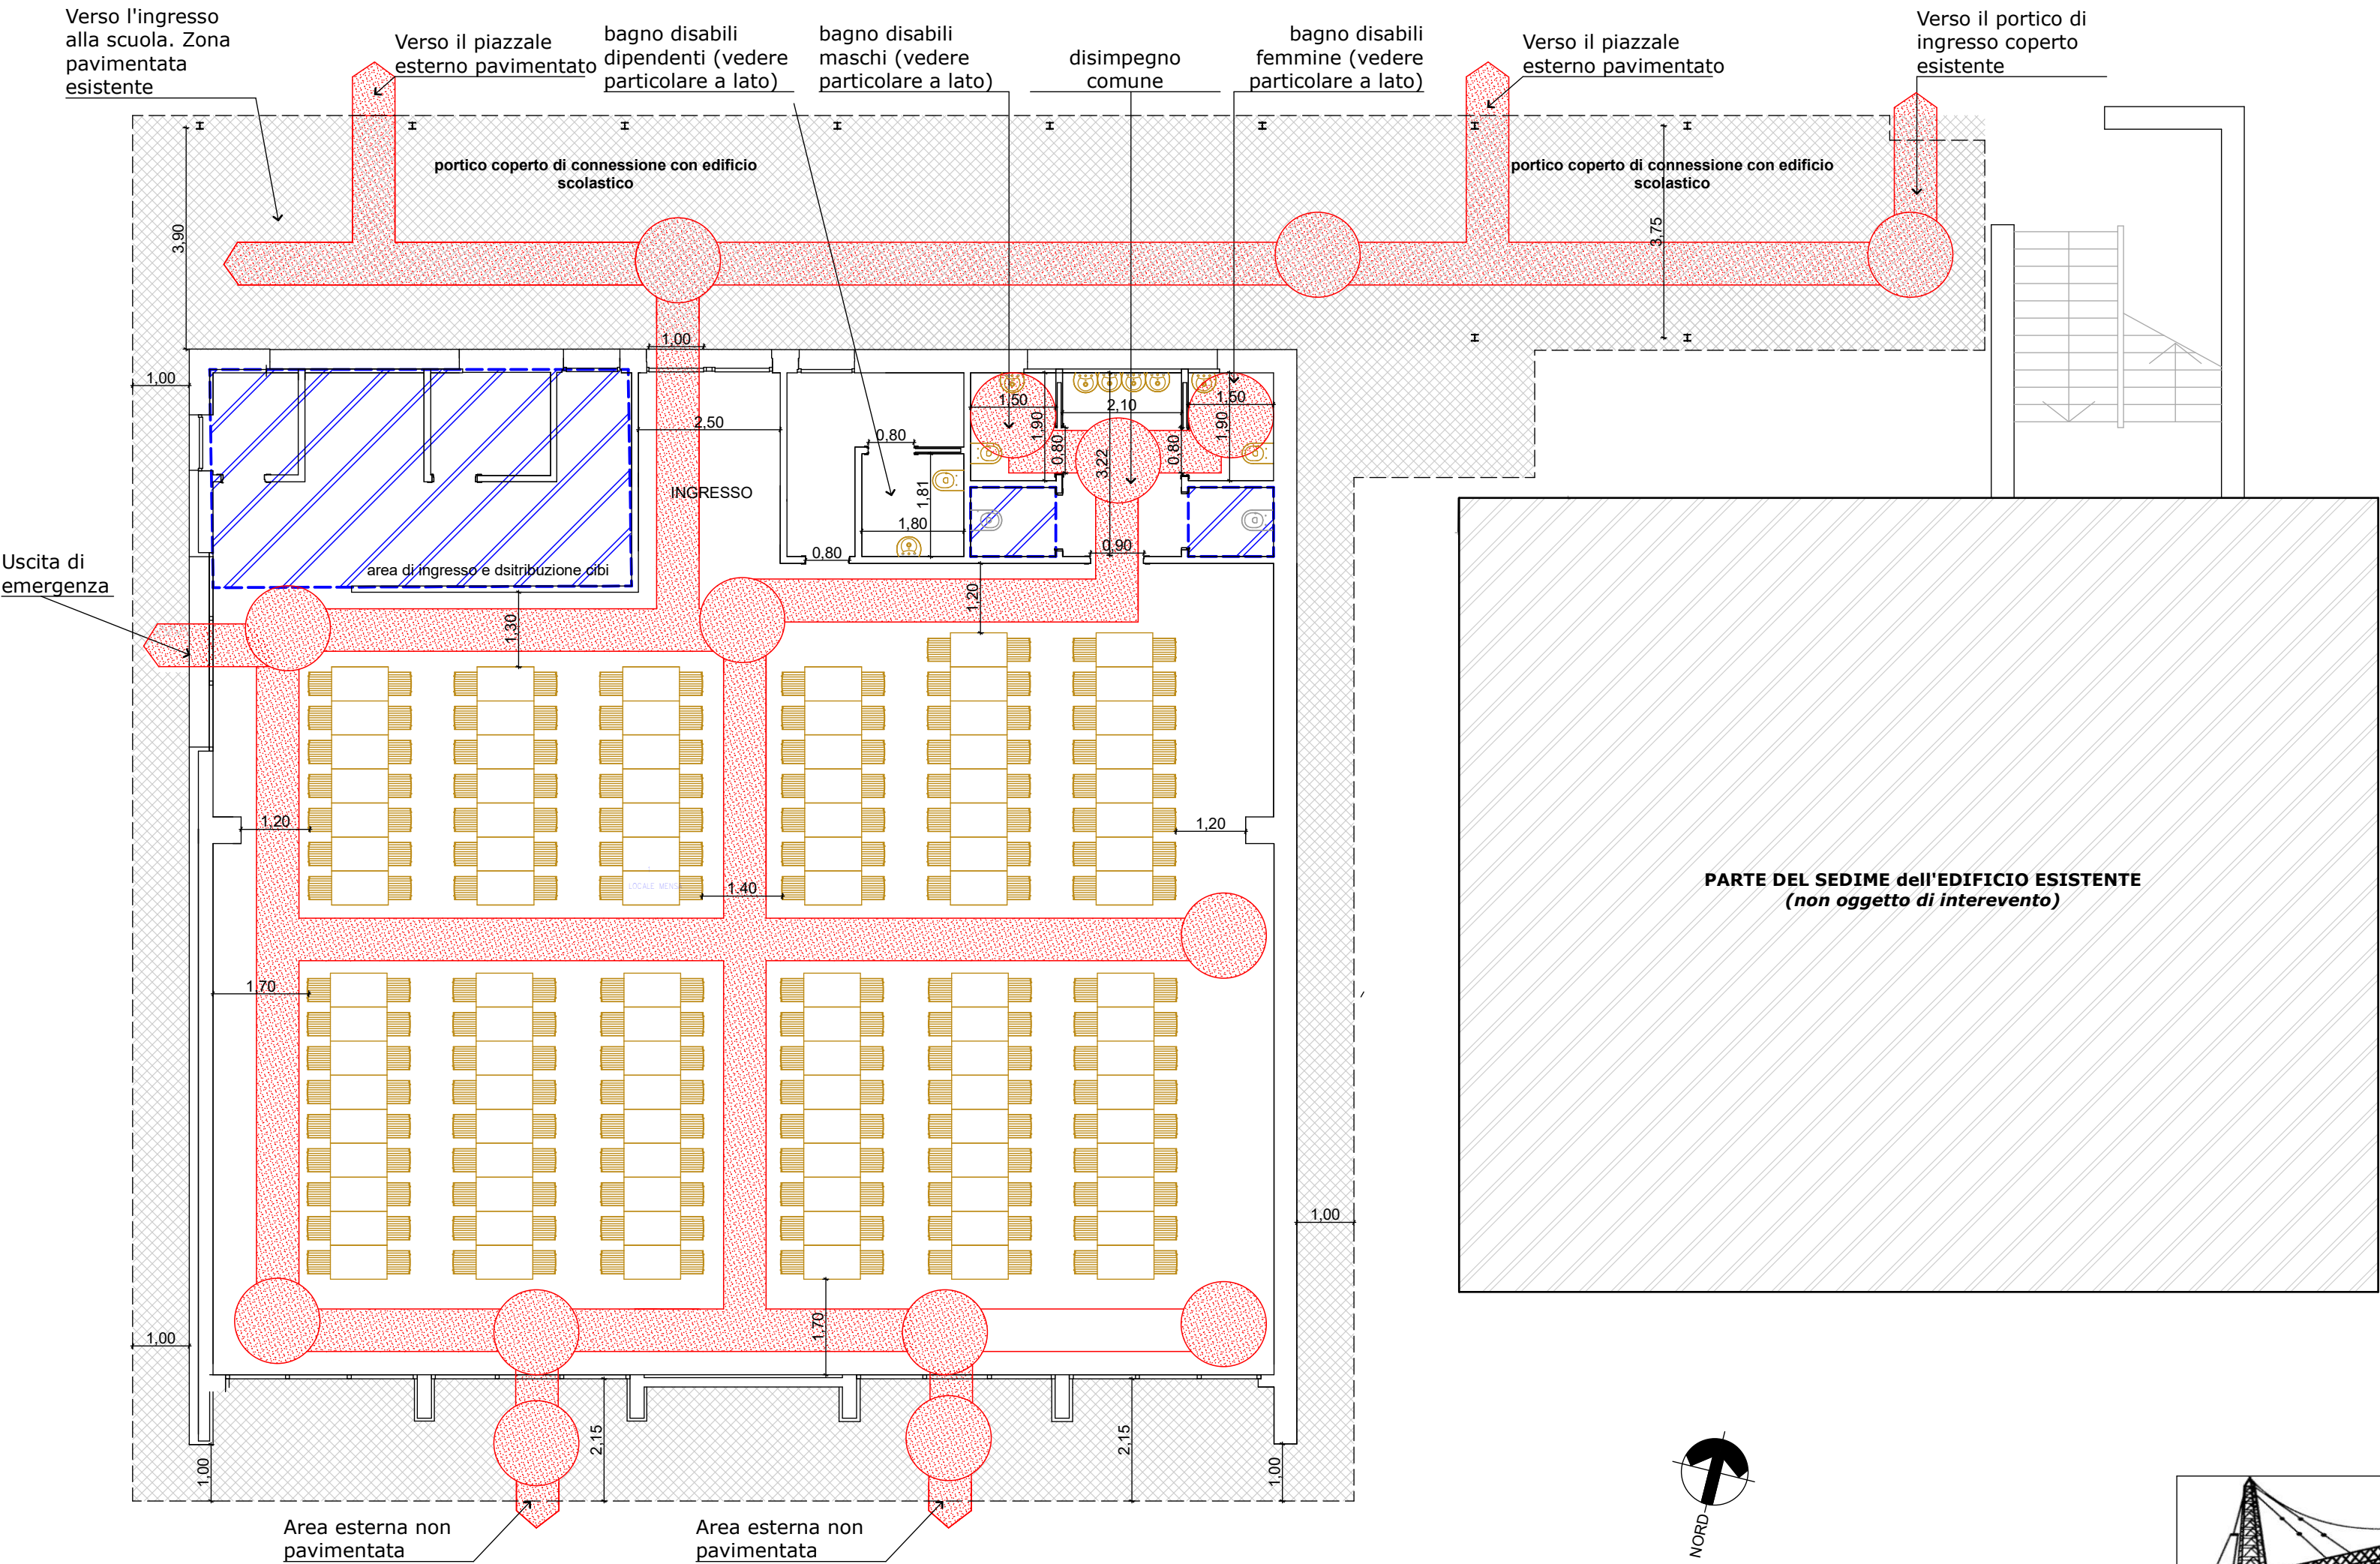 Verso l'ingresso
alla scuola. Zona
pavimentata
esistente
Verso il piazzale
esterno pavimentato
bagno disabili
dipendenti (vedere
particolare a lato)
bagno disabili
maschi (vedere
particolare a lato)
disimpegno
comune
bagno disabili
femmine (vedere
particolare a lato)
Verso il piazzale
esterno pavimentato
Verso il portico di
ingresso coperto
esistente
portico coperto di connessione con edificio
scolastico
portico coperto di connessione con edificio
scolastico
3,90
3,75
1,00
1,00
2,50
0,80
1,50
1,90
2,10
1,50
1,90
0,80
3,22
0,80
INGRESSO
1,81
1,80
0,80
0,90
area di ingresso e dsitribuzione cibi
Uscita di
emergenza
1,30
1,20
1,20
1,20
LOCALE MENSA
1.40
PARTE DEL SEDIME dell'EDIFICIO ESISTENTE
(non oggetto di interevento)
1,70
1,00
1,00
1,70
2,15
2,15
1,00
1,00
Area esterna non
pavimentata
Area esterna non
pavimentata
NORD